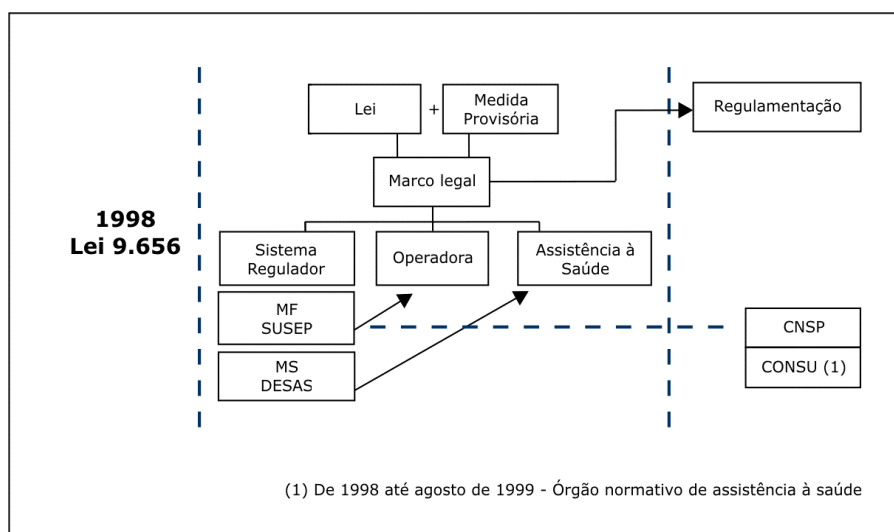 Lei
+
Medida
Provisória
Regulamentação
Marco legal
1998
Lei 9.656
Sistema
Regulador
Operadora
Assistência à
Saúde
MF
SUSEP
CNSP
MS
DESAS
CONSU (1)
(1) De 1998 até agosto de 1999 - Órgão normativo de assistência à saúde